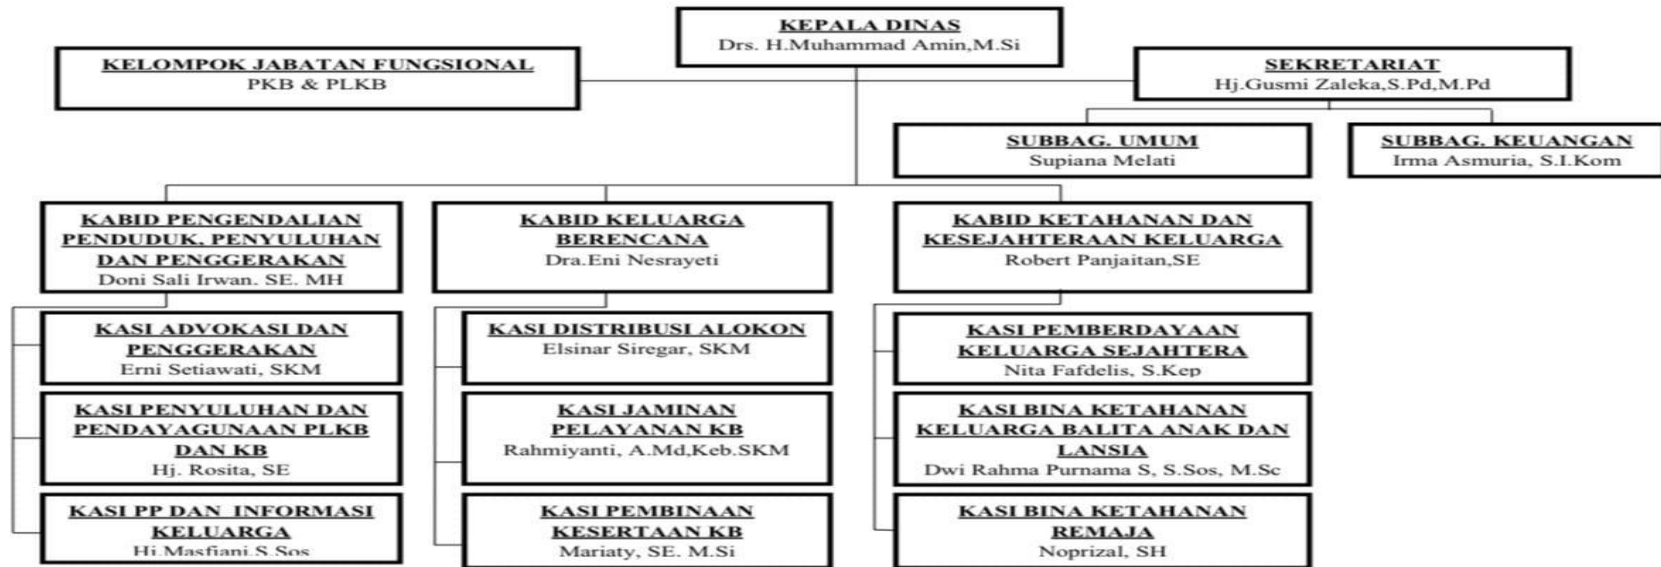 KEPALA DINAS
Drs. H.Muhammad Amin,M.Si
KELOMPOK JABATAN FUNGSIONAL
PKB & PLKB
SEKRETARIAT
Hj.Gusmi Zaleka,S.Pd,M.Pd
SUBBAG. UMUM
Supiana Melati
SUBBAG. KEUANGAN
Irma Asmuria, S.I.Kom
KABID PENGENDALIAN
PENDUDUK, PENYULUHAN
DAN PENGGERAKAN
Doni Sali Irwan. SE. MH
KASI ADVOKASI DAN
PENGGERAKAN
Erni Setiawati, SKM
KASI PENYULUHAN DAN
PENDAYAGUNAAN PLKB
DAN KB
Hj. Rosita, SE
KASI PP DAN INFORMASI
KELUARGA
Hj.Masfiani.S.Sos
KABID KELUARGA
BERENCANA
Dra.Eni Nesrayeti
KASI DISTRIBUSI ALOKON
Elsinar Siregar, SKM
KASI JAMINAN
PELAYANAN KB
Rahmiyanti, A.Md,Keb.SKM
KASI PEMBINAAN
KESERTAAN KB
Mariaty, SE. M.Si
KABID KETAHANAN DAN
KESEJAHTERAAN KELUARGA
Robert Panjaitan,SE
KASI PEMBERDAYAAN
KELUARGA SEJAHTERA
Nita Fafdelis, S.Kep
KASI BINA KETAHANAN
KELUARGA BALITA ANAK DAN
LANSIA
Dwi Rahma Purnama S, S.Sos, M.Sc
KASI BINA KETAHANAN
REMAJA
Noprizal, SH